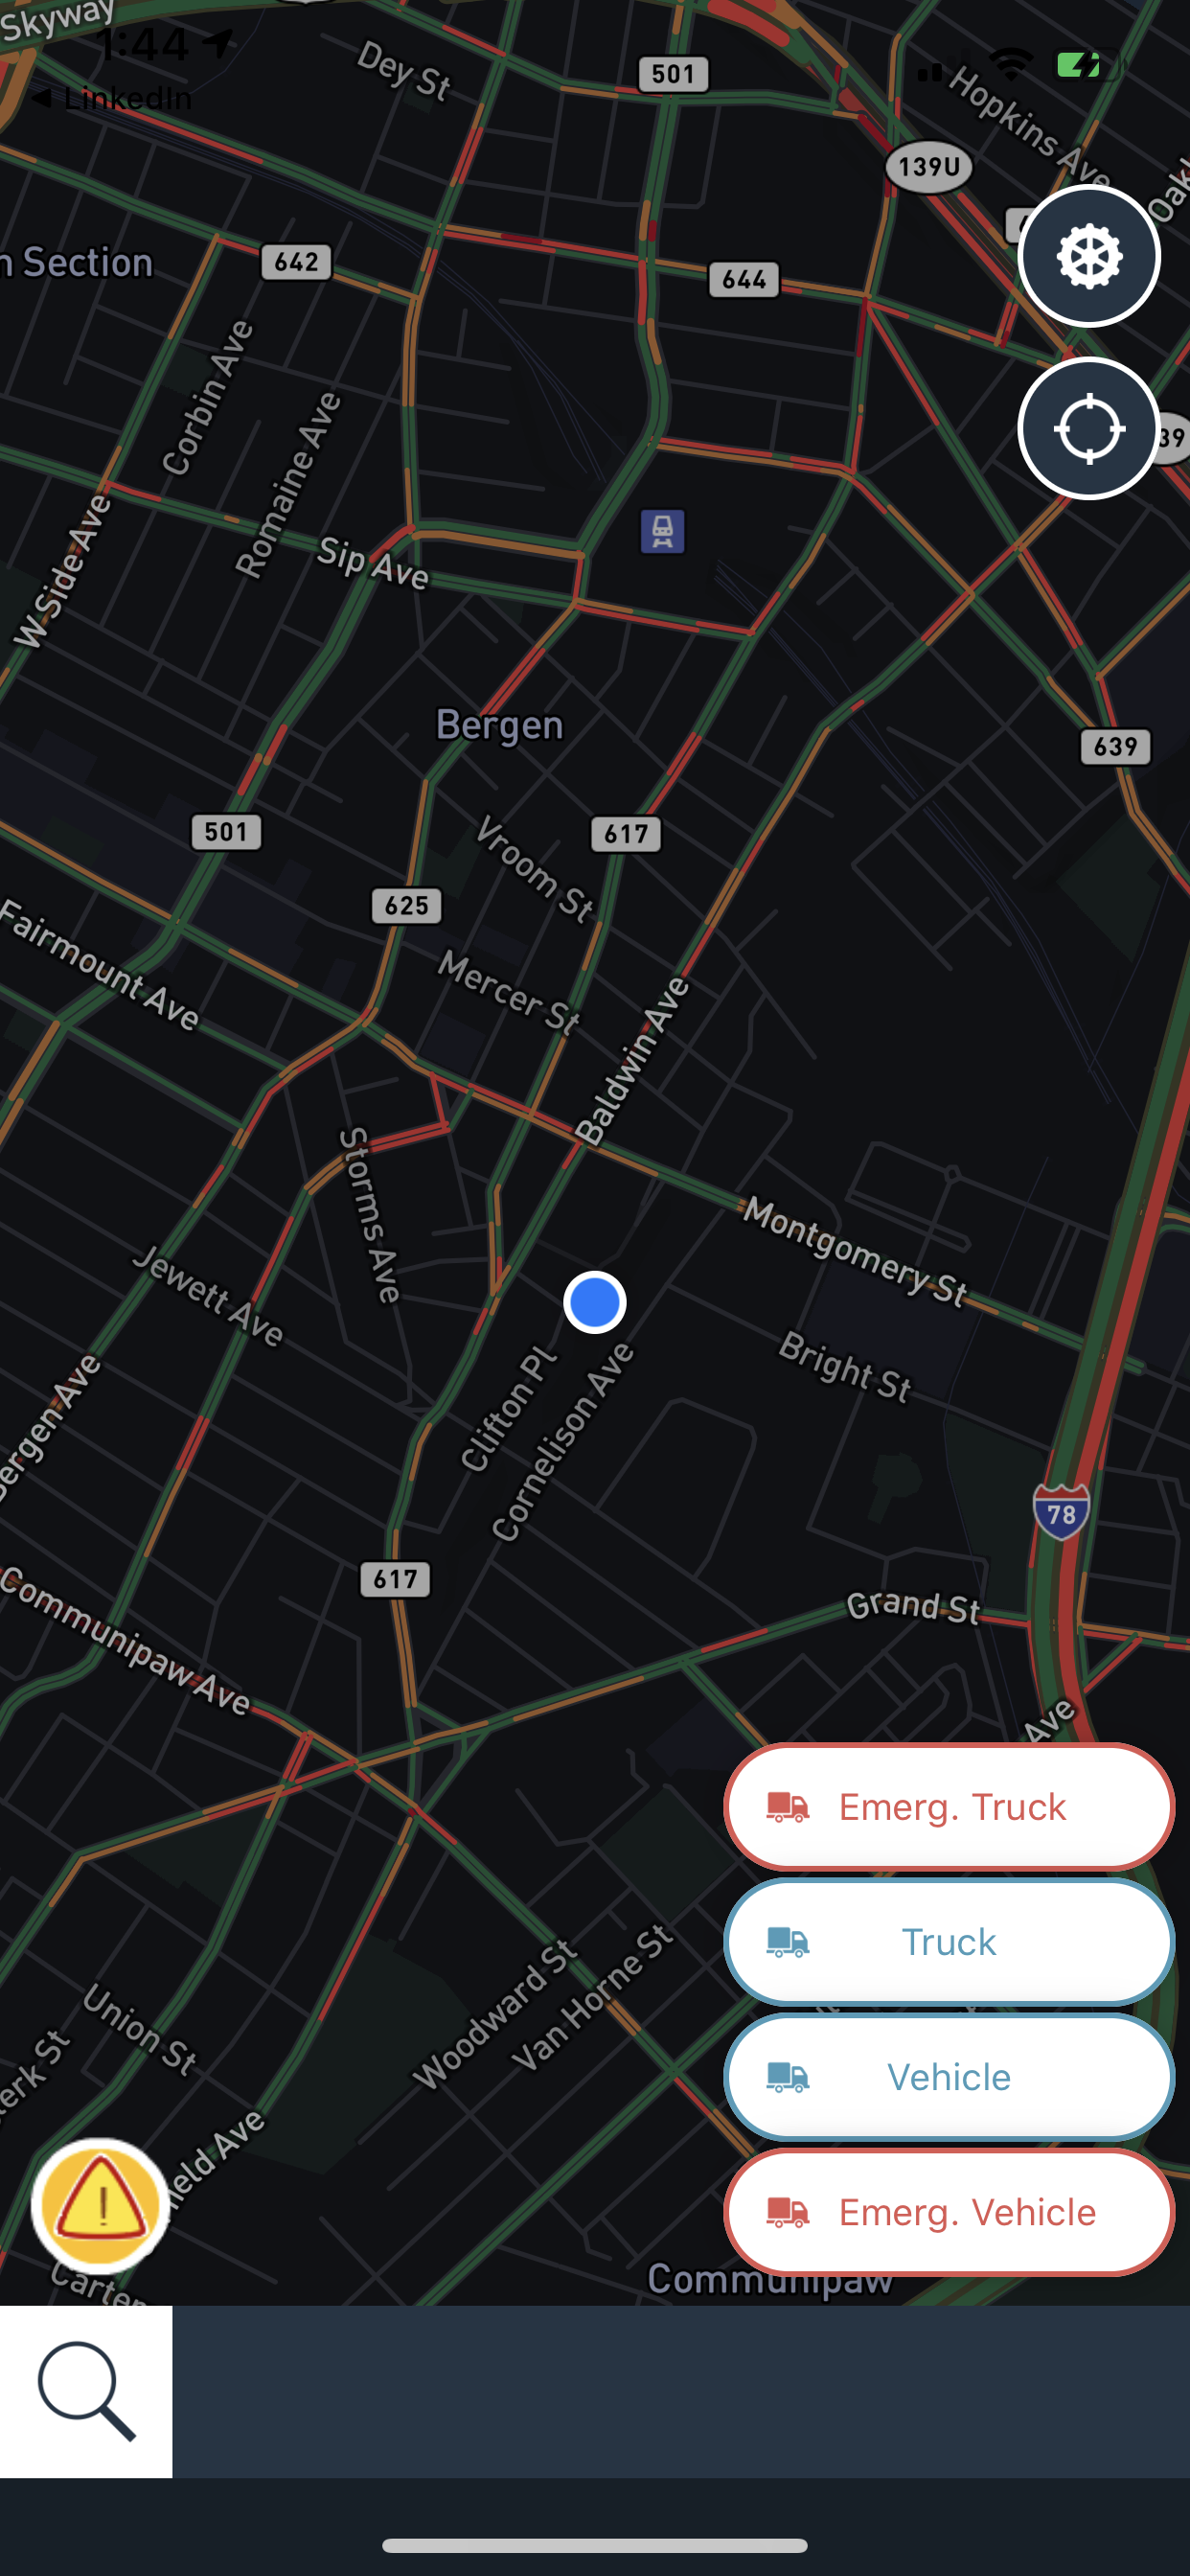 Skyway
1:44
LinkedIn
Dey St
501
Hopkins Ave
139U
n Section
642
644
Corbin Ave
Romaine Ave
39
W Side Ave
Sip Ave
Bergen
639
501
617
Vroom St
625
Fairmount Ave
Mercer St
Baldwin Ave
Storms Ave
Montgomery St
Jewett Ave
Bright St
Clifton Pl
Cornelison Ave
Bergen Ave
78
617
Grand St
Communipaw Ave
Ave
Emerg. Truck
Truck
Woodward St
Van Horne St
Union St
erk St
Vehicle
ield Ave
Emerg. Vehicle
Communipaw
Carter